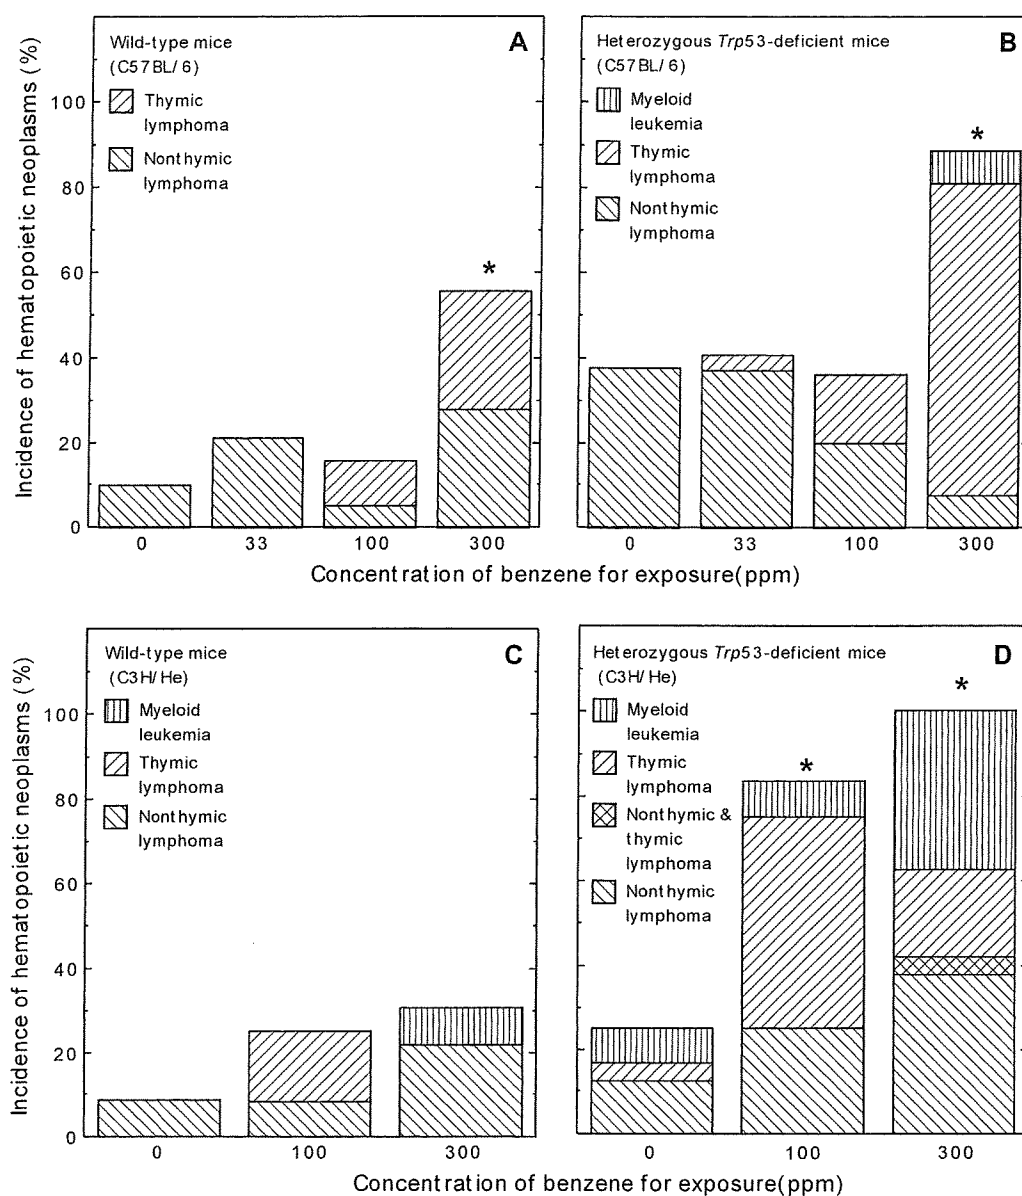 Incidence of hematopoietic neoplasms (%)
Wild-type mice
(C57BL/6)
A
Thymic
lymphoma
Nonthymic
lymphoma
100
80
60
40
20
0
*
0 33 100 300
Heterozygous Trp53-deficient mice
(C57BL/6)
B
Myeloid
leukemia
Thymic
lymphoma
Nonthymic
lymphoma
*
0 33 100 300
Concentration of benzene for exposure(ppm)
Incidence of hematopoietic neoplasms (%)
Wild-type mice
(C3H/He)
C
Myeloid
leukemia
Thymic
lymphoma
Nonthymic
lymphoma
100
80
60
40
20
0
0 100 300
Heterozygous Trp53-deficient mice
(C3H/He)
D
Myeloid
leukemia
Thymic
lymphoma
Nonthymic &
thymic
lymphoma
Nonthymic
lymphoma
*
*
0 100 300
Concentration of benzene for exposure(ppm)